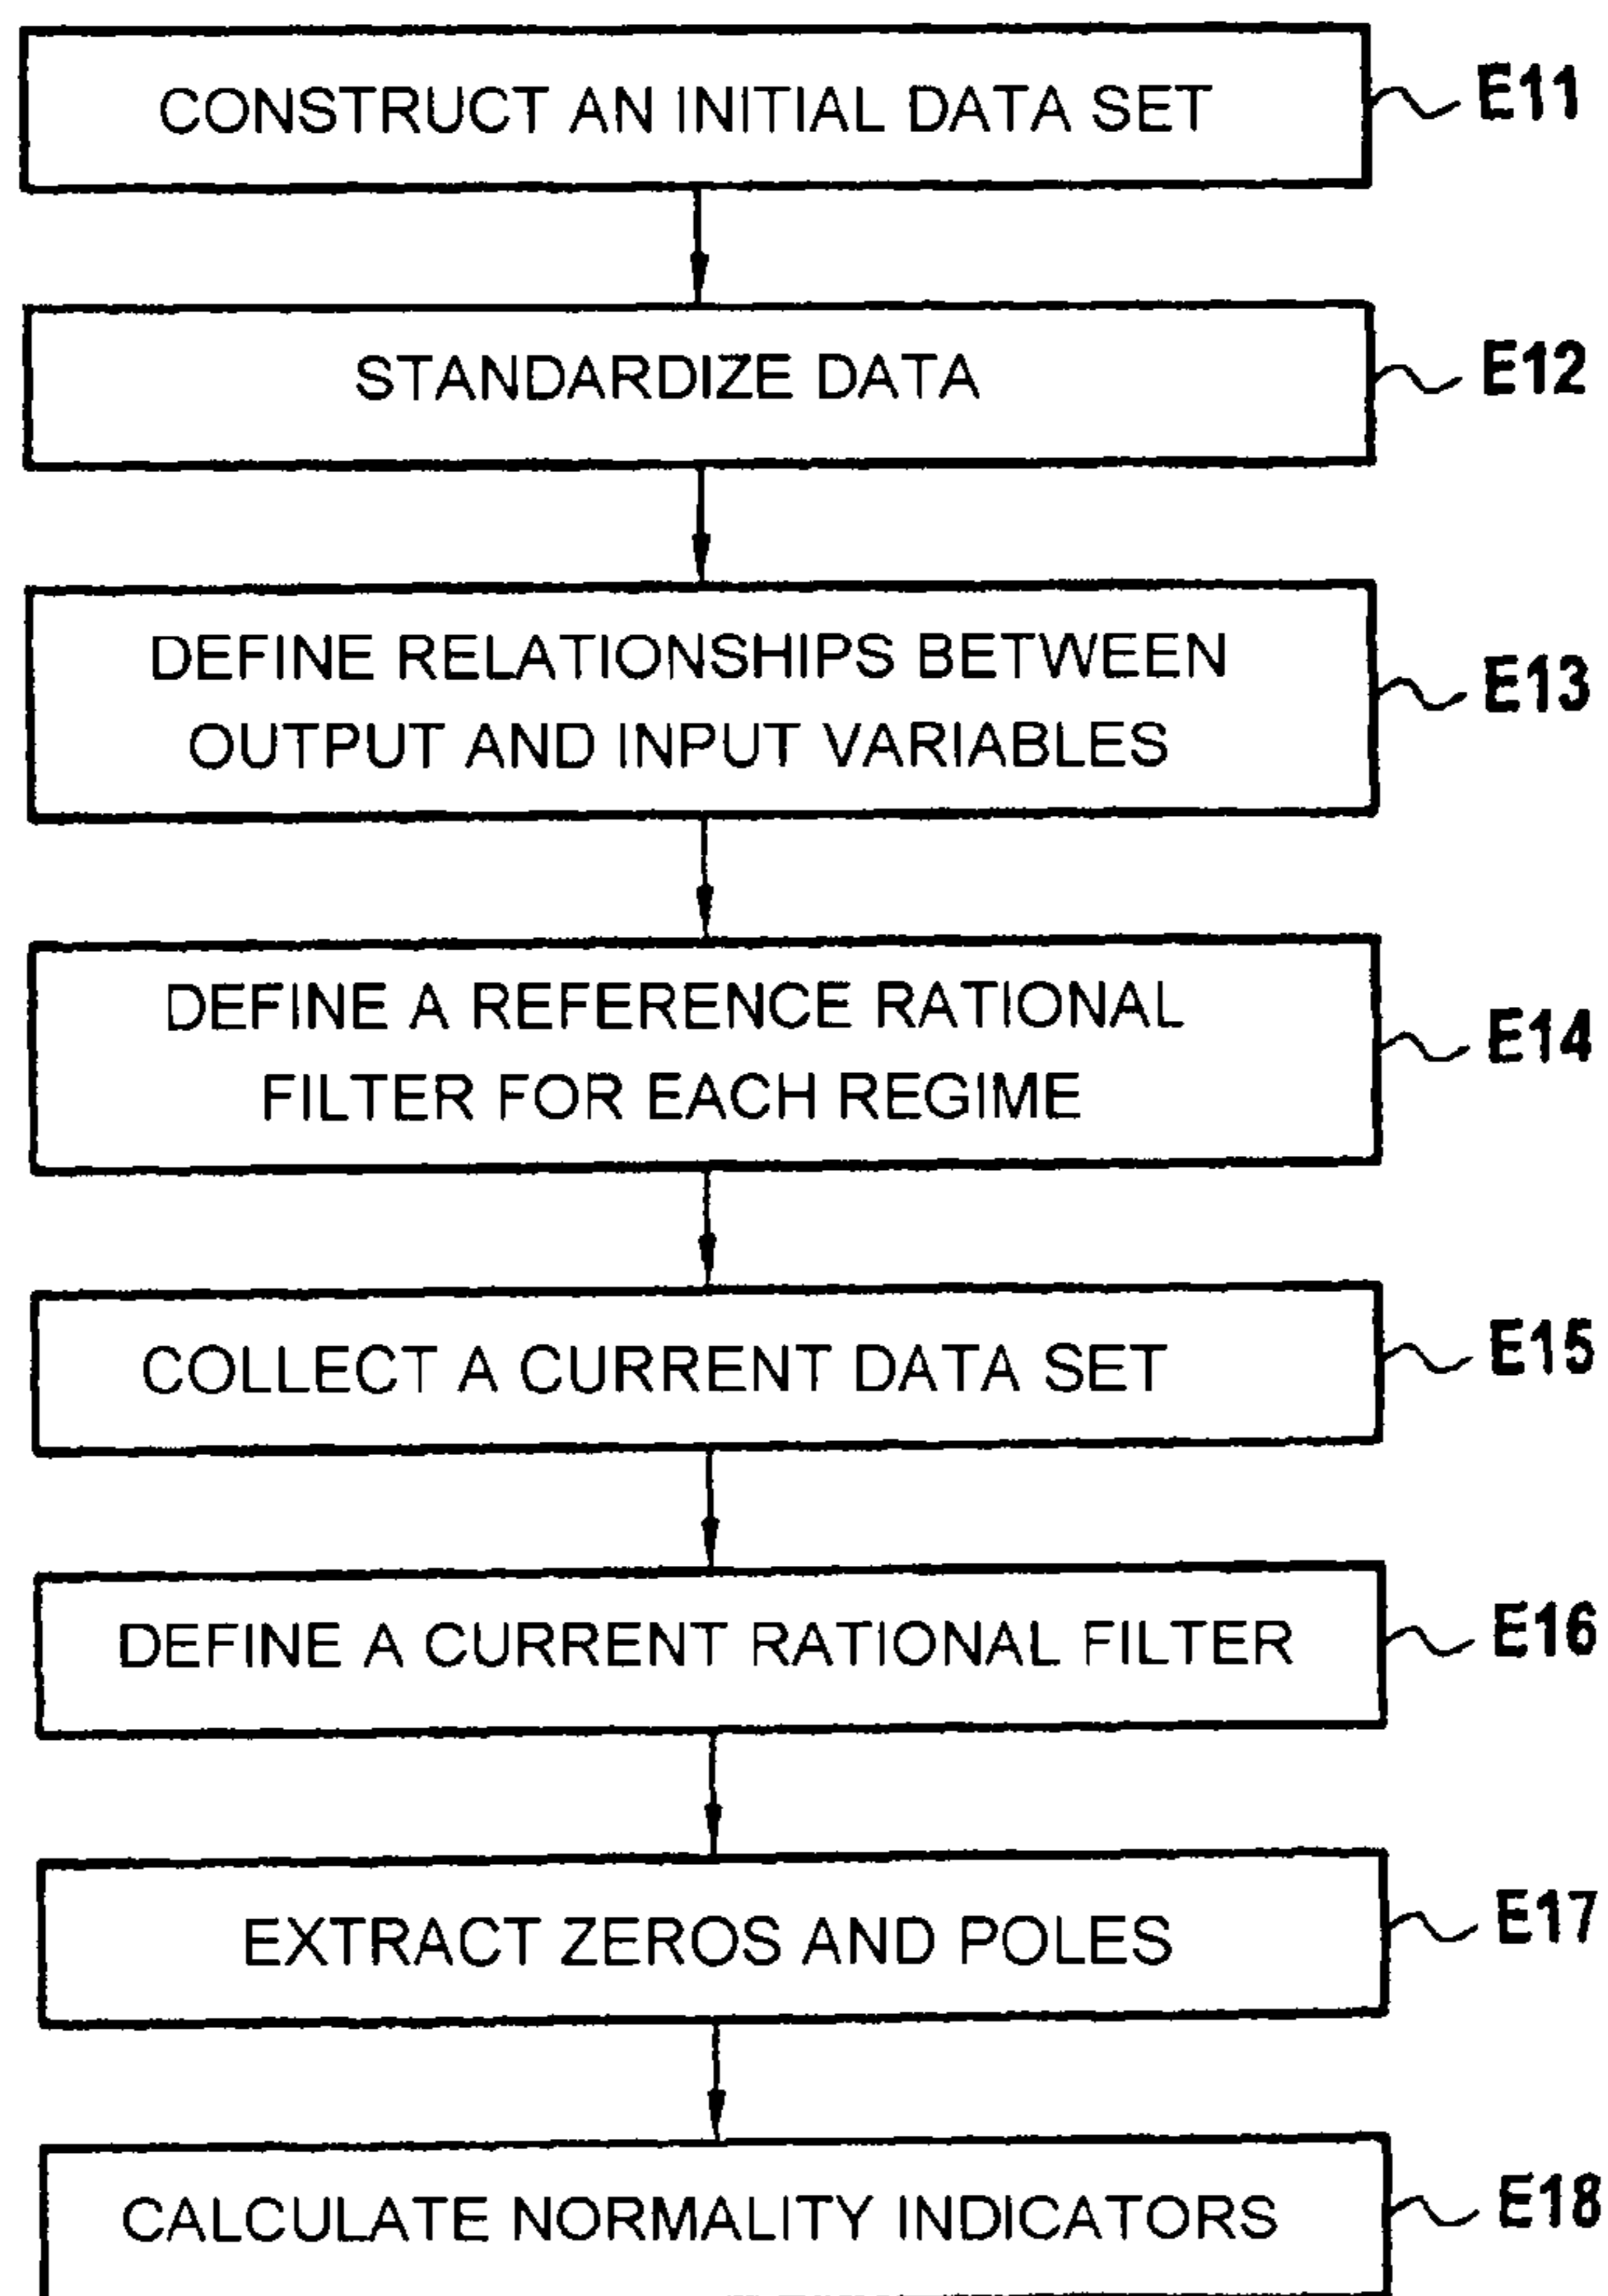 CONSTRUCT AN INITIAL DATA SET
E11
STANDARDIZE DATA
E12
DEFINE RELATIONSHIPS BETWEEN
OUTPUT AND INPUT VARIABLES
E13
DEFINE A REFERENCE RATIONAL
FILTER FOR EACH REGIME
E14
COLLECT A CURRENT DATA SET
E15
DEFINE A CURRENT RATIONAL FILTER
E16
EXTRACT ZEROS AND POLES
E17
CALCULATE NORMALITY INDICATORS
E18